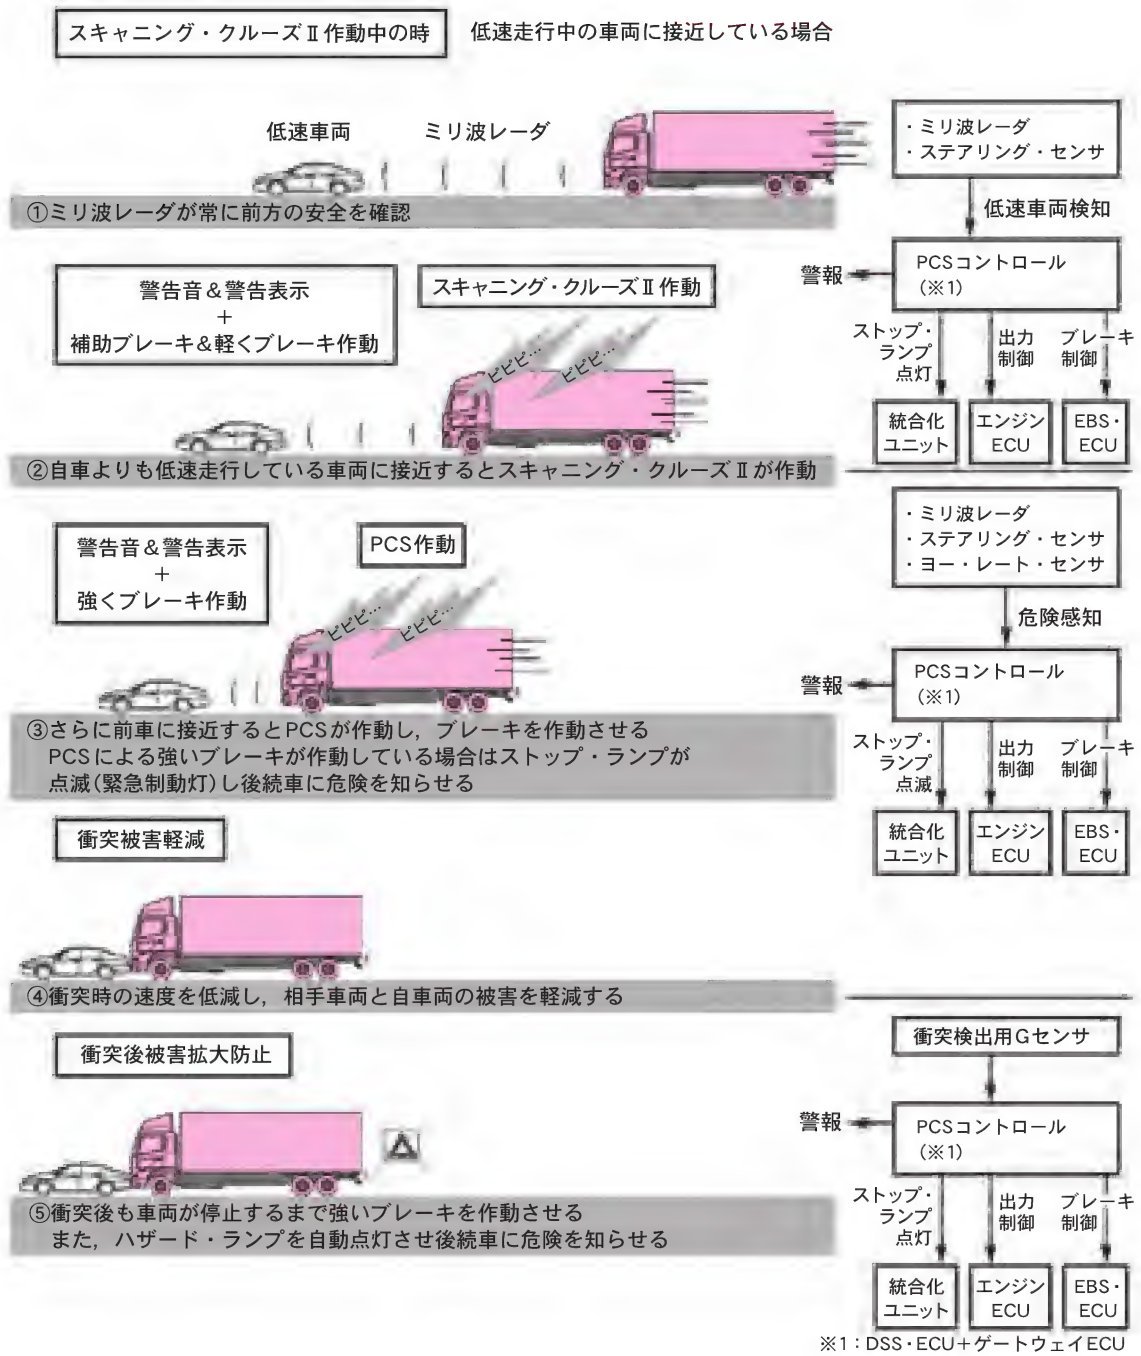 スキャニング・クルーズⅡ作動中の時
低速走行中の車両に接近している場合
低速車両
ミリ波レーダ
①ミリ波レーダが常に前方の安全を確認
・ミリ波レーダ
・ステアリング・センサ
低速車両検知
警報
PCSコントロール
(※1)
ストップ・
ランプ
点灯
出力
制御
ブレーキ
制御
統合化
ユニット
エンジン
ECU
EBS・
ECU
警告音&警告表示
+
補助ブレーキ&軽くブレーキ作動
スキャニング・クルーズⅡ作動
ピピピ…
ピピピ…
②自車よりも低速走行している車両に接近するとスキャニング・クルーズⅡが作動
警告音&警告表示
+
強くブレーキ作動
PCS作動
ピピピ…
ピピピ…
③さらに前車に接近するとPCSが作動し，ブレーキを作動させる
PCSによる強いブレーキが作動している場合はストップ・ランプが
点滅(緊急制動灯)し後続車に危険を知らせる
・ミリ波レーダ
・ステアリング・センサ
・ヨー・レート・センサ
危険感知
警報
PCSコントロール
(※1)
ストップ・
ランプ
点滅
出力
制御
ブレーキ
制御
統合化
ユニット
エンジン
ECU
EBS・
ECU
衝突被害軽減
④衝突時の速度を低減し，相手車両と自車両の被害を軽減する
衝突後被害拡大防止
⑤衝突後も車両が停止するまで強いブレーキを作動させる
また，ハザード・ランプを自動点灯させ後続車に危険を知らせる
衝突検出用Gセンサ
警報
PCSコントロール
(※1)
ストップ・
ランプ
点灯
出力
制御
ブレーキ
制御
統合化
ユニット
エンジン
ECU
EBS・
ECU
※1：DSS・ECU＋ゲートウェイECU